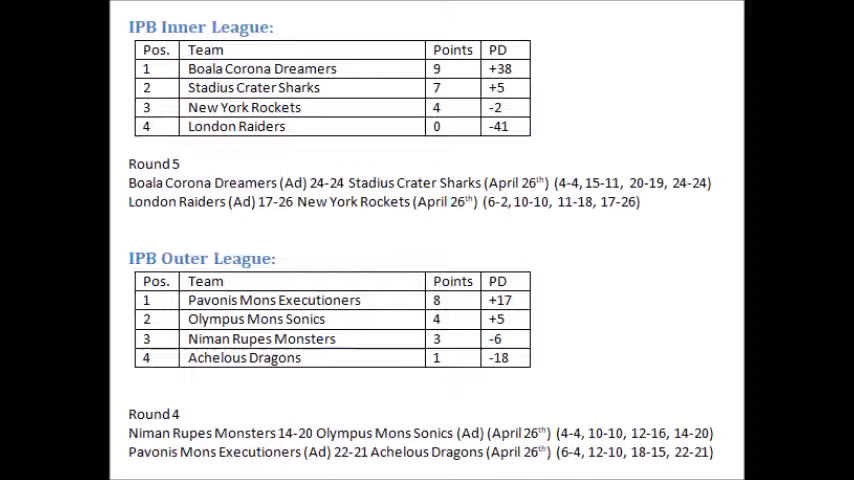 IPB Inner League:
Pos. Team Points PD
1 Boala Corona Dreamers 9 +38
2 Stadius Crater Sharks 7 +5
3 New York Rockets 4 -2
4 London Raiders 0 -41
Round 5
Boala Corona Dreamers (Ad) 24-24 Stadius Crater Sharks (April 26th) (4-4, 15-11, 20-19, 24-24)
London Raiders (Ad) 17-26 New York Rockets (April 26th) (6-2, 10-10, 11-18, 17-26)
IPB Outer League:
Pos. Team Points PD
1 Pavonis Mons Executioners 8 +17
2 Olympus Mons Sonics 4 +5
3 Niman Rupes Monsters 3 -6
4 Achelous Dragons 1 -18
Round 4
Niman Rupes Monsters 14-20 Olympus Mons Sonics (Ad) (April 26th) (4-4, 10-10, 12-16, 14-20)
Pavonis Mons Executioners (Ad) 22-21 Achelous Dragons (April 26th) (6-4, 12-10, 18-15, 22-21)